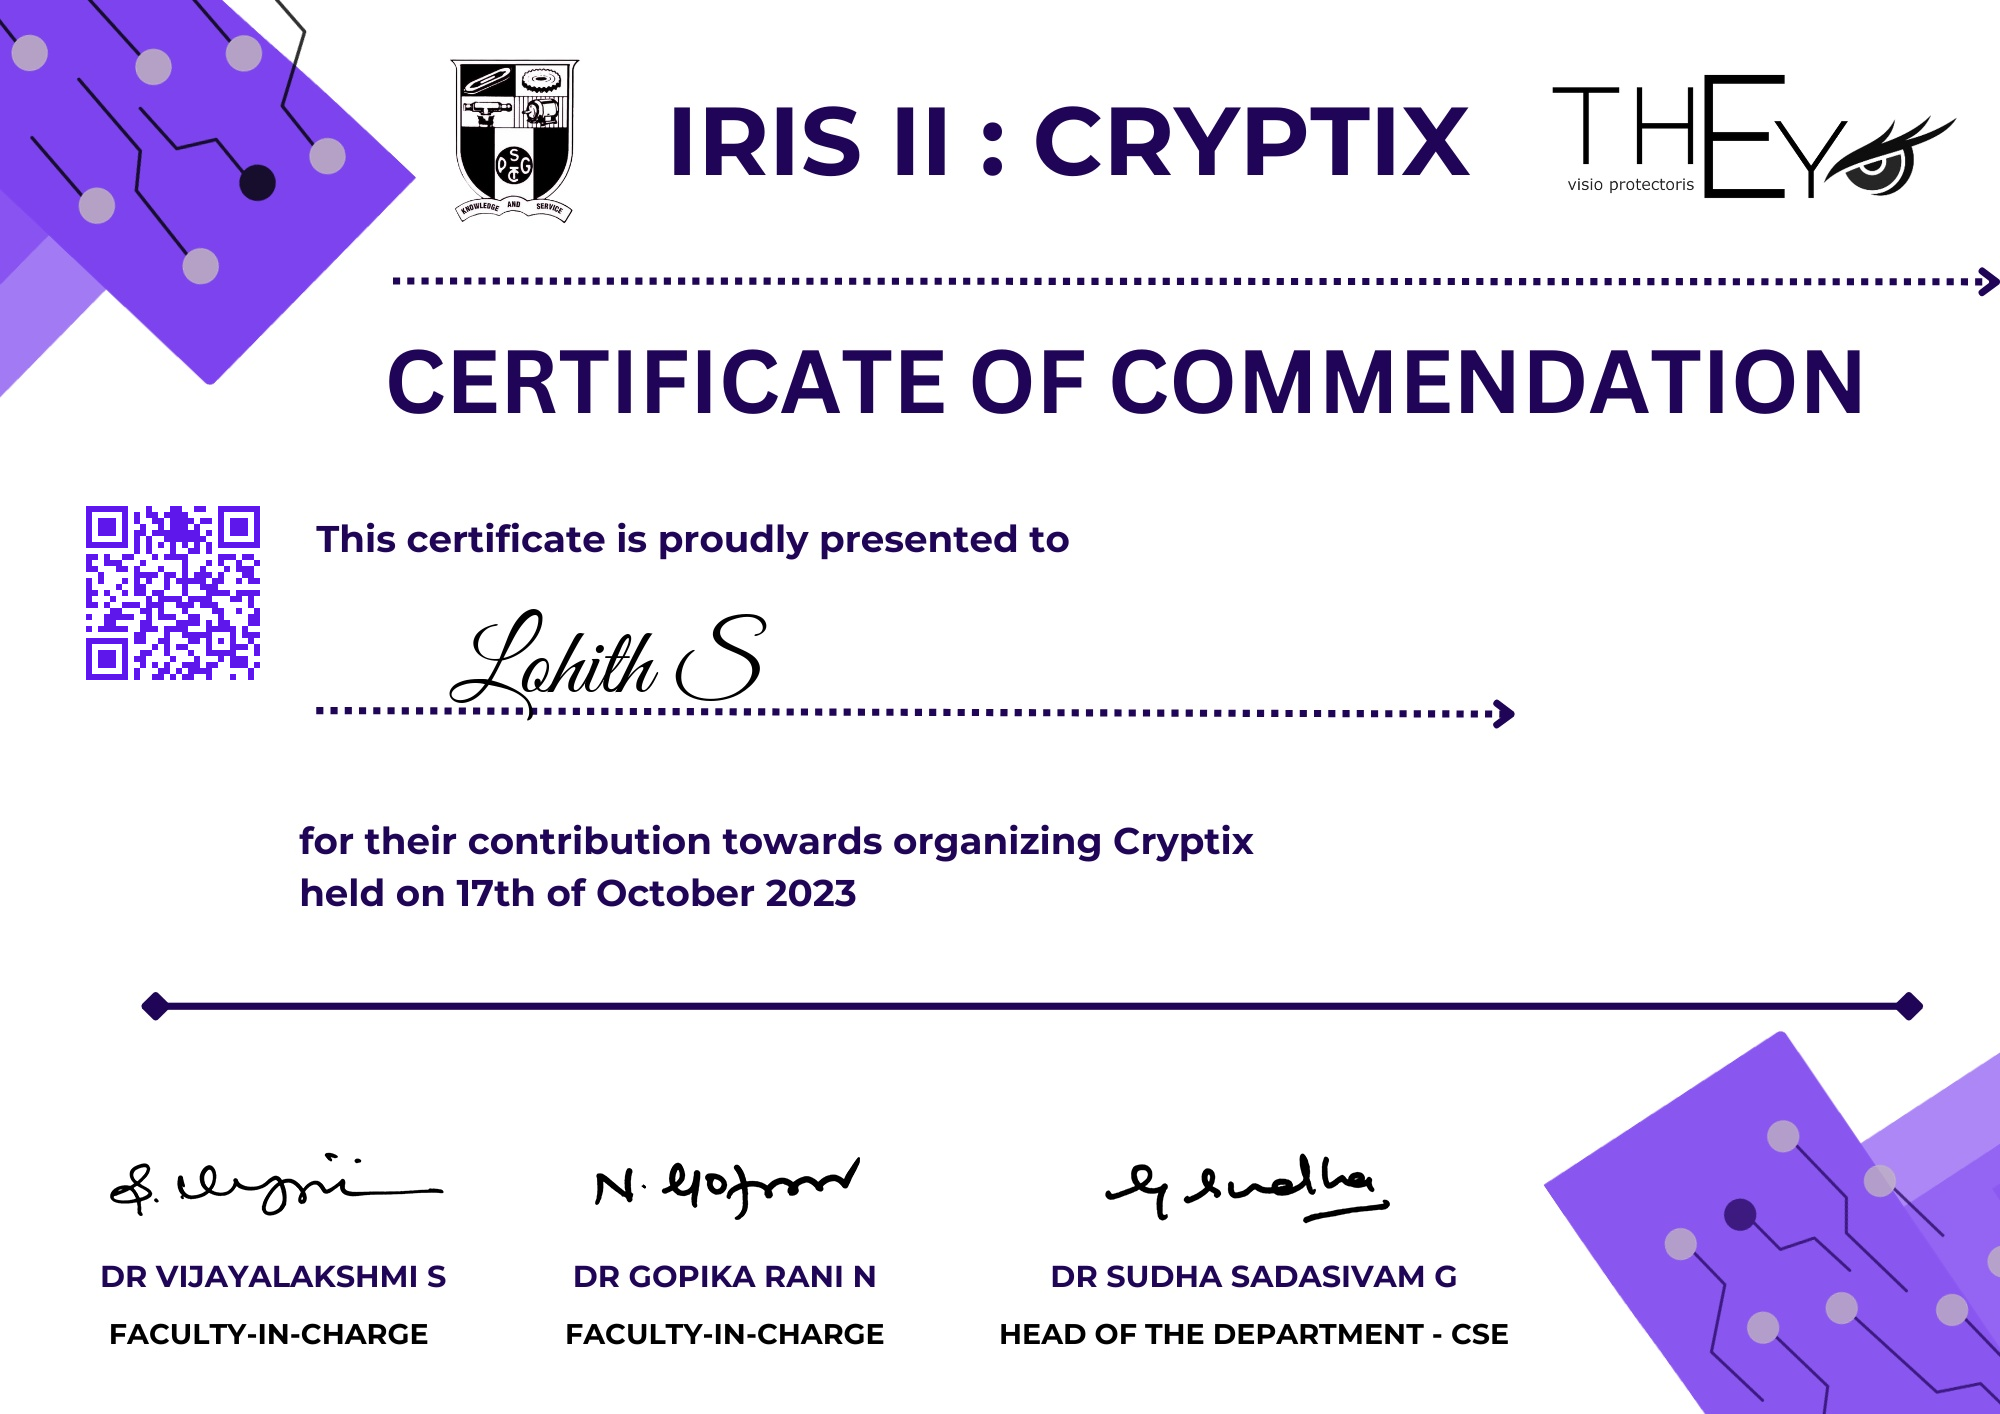 IRIS II : CRYPTIX
KNOWLEDGE AND SERVICE
PSG
CT
THEY
visio protectoris
CERTIFICATE OF COMMENDATION
This certificate is proudly presented to
Lohith S
for their contribution towards organizing Cryptix
held on 17th of October 2023
N. Gopika
G Sudha
DR VIJAYALAKSHMI S
DR GOPIKA RANI N
DR SUDHA SADASIVAM G
FACULTY-IN-CHARGE
FACULTY-IN-CHARGE
HEAD OF THE DEPARTMENT - CSE